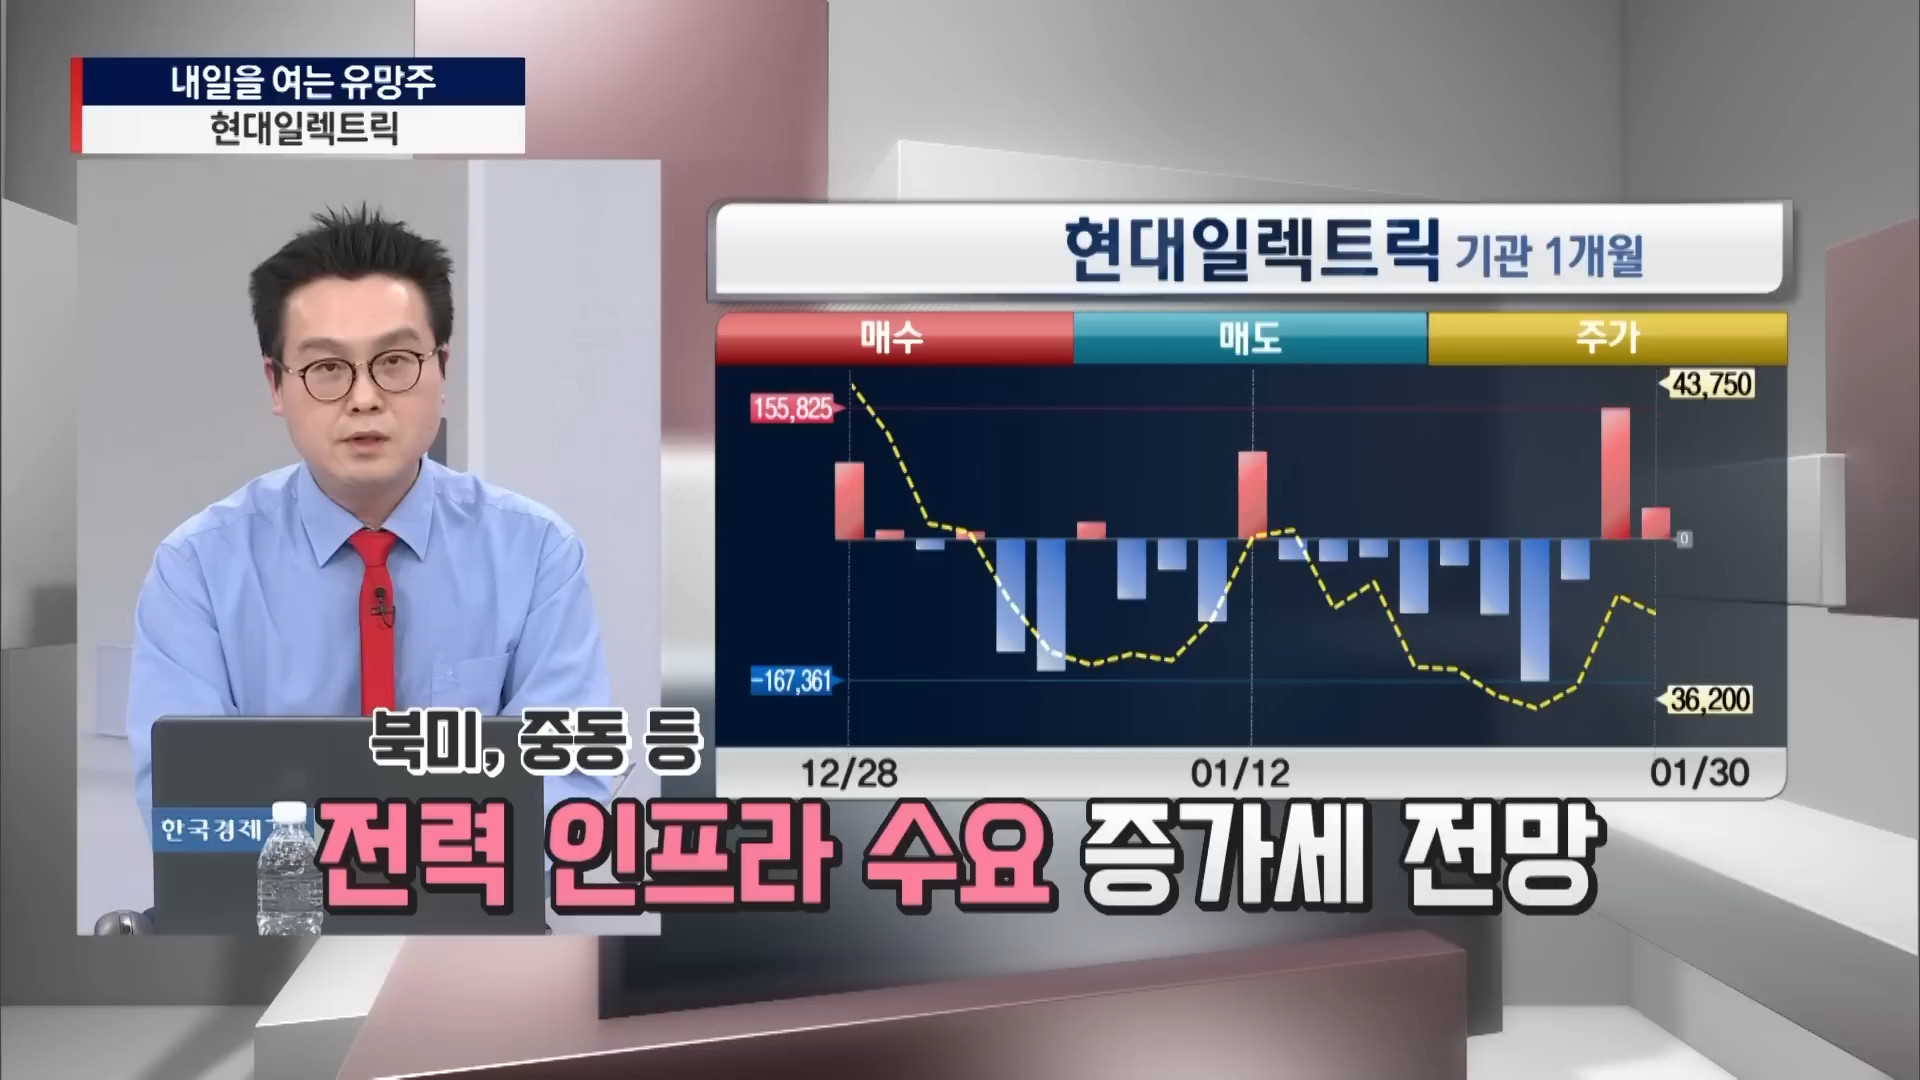 내일을 여는 유망주
현대일렉트릭
현대일렉트릭 기관 1개월
매수 매도 주가
155,825
43,750
0
-167,361
36,200
12/28 01/12 01/30
북미, 중동 등
한국경제
전력 인프라 수요 증가세 전망